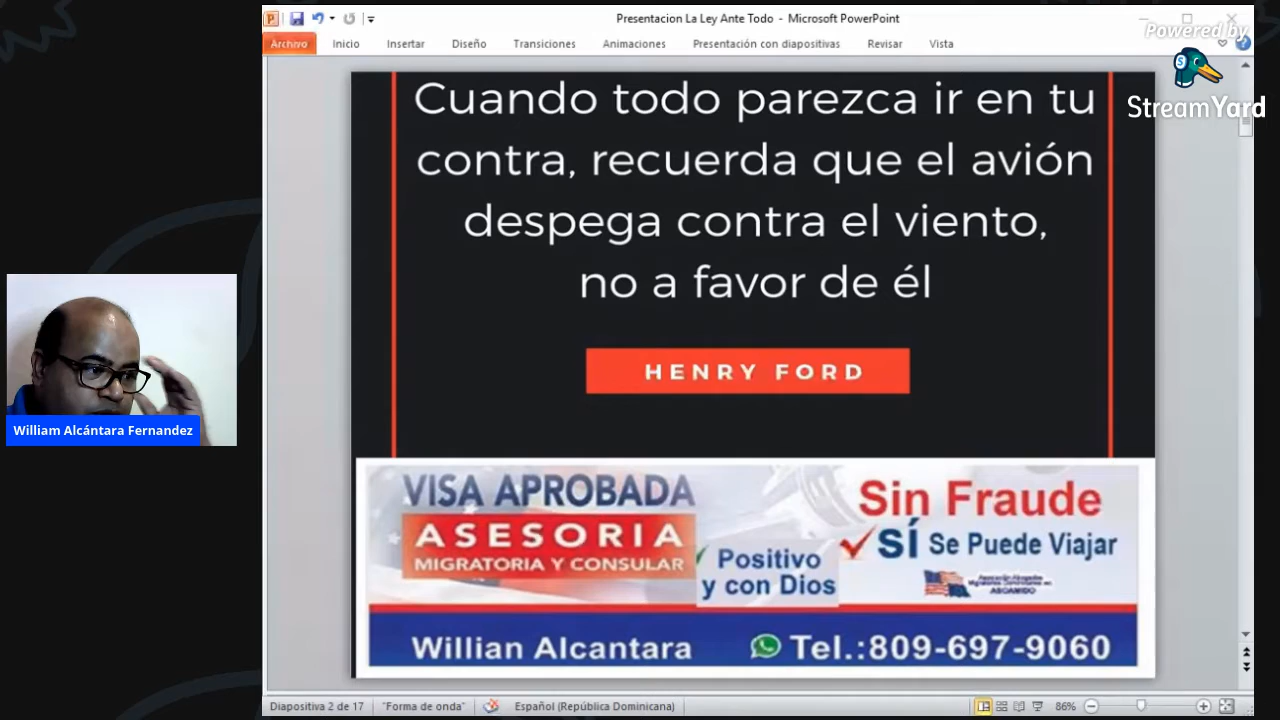 Presentacion La Ley Ante Todo - Microsoft PowerPoint
Powered by
StreamYard
Archivo Inicio Insertar Diseño Transiciones Animaciones Presentación con diapositivas Revisar Vista
Cuando todo parezca ir en tu
contra, recuerda que el avión
despega contra el viento,
no a favor de él
HENRY FORD
VISA APROBADA
ASESORIA
MIGRATORIA Y CONSULAR
Positivo
y con Dios
Sin Fraude
SÍ Se Puede Viajar
Willian Alcantara Tel.:809-697-9060
William Alcántara Fernandez
Diapositiva 2 de 17 "Forma de onda" Español (República Dominicana) 86%